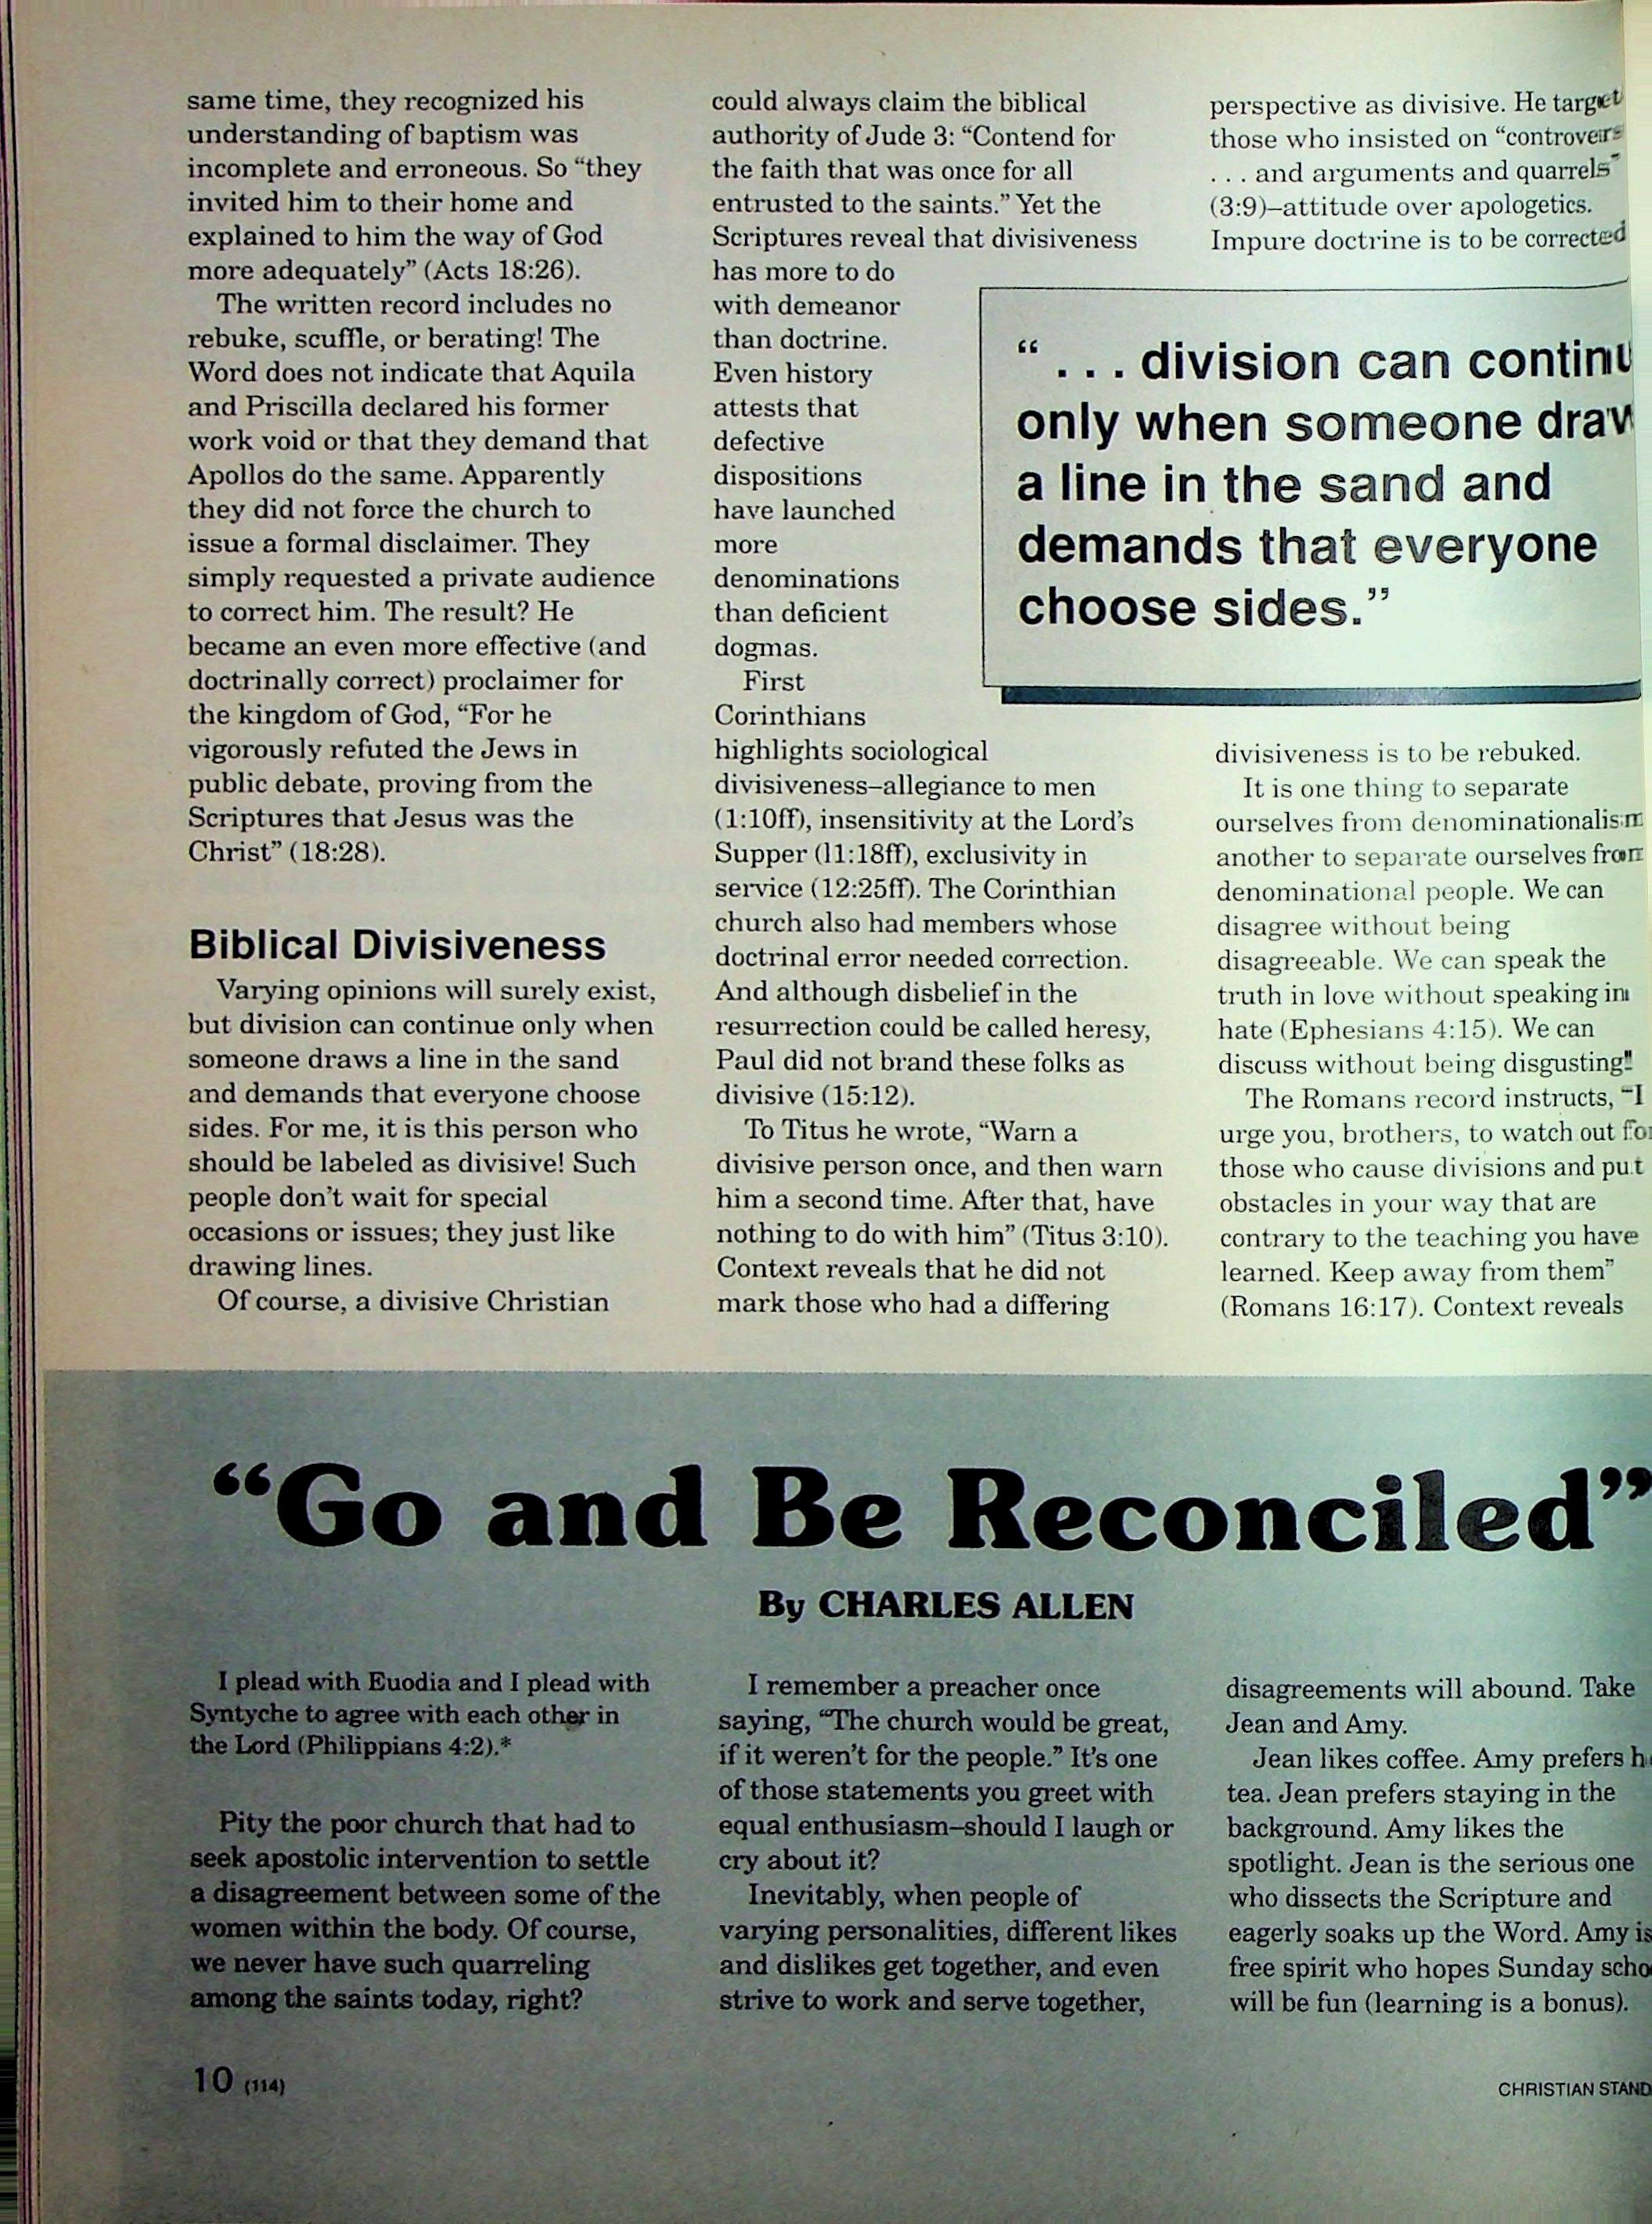 same time, they recognized his
understanding of baptism was
incomplete and erroneous. So “they
invited him to their home and
explained to him the way of God
more adequately” (Acts 18:26).
The written record includes no
rebuke, scuffle, or berating! The
Word does not indicate that Aquila
and Priscilla declared his former
work void or that they demand that
Apollos do the same. Apparently
they did not force the church to
issue a formal disclaimer. They
simply requested a private audience
to correct him. The result? He
became an even more effective (and
doctrinally correct) proclaimer for
the kingdom of God, “For he
vigorously refuted the Jews in
public debate, proving from the
Scriptures that Jesus was the
Christ” (18:28).
Biblical Divisiveness
Varying opinions will surely exist,
but division can continue only when
someone draws a line in the sand
and demands that everyone choose
sides. For me, it is this person who
should be labeled as divisive! Such
people don’t wait for special
occasions or issues; they just like
drawing lines.
Of course, a divisive Christian
could always claim the biblical
authority of Jude 3: “Contend for
the faith that was once for all
entrusted to the saints.” Yet the
Scriptures reveal that divisiveness
has more to do
with demeanor
than doctrine.
Even history
attests that
defective
dispositions
have launched
more
denominations
than deficient
dogmas.
First
Corinthians
highlights sociological
divisiveness–allegiance to men
(1:10ff), insensitivity at the Lord’s
Supper (11:18ff), exclusivity in
service (12:25ff). The Corinthian
church also had members whose
doctrinal error needed correction.
And although disbelief in the
resurrection could be called heresy,
Paul did not brand these folks as
divisive (15:12).
To Titus he wrote, “Warn a
divisive person once, and then warn
him a second time. After that, have
nothing to do with him” (Titus 3:10).
Context reveals that he did not
mark those who had a differing
perspective as divisive. He target
those who insisted on
. . . and arguments and quarrels”
(3:9)–attitude over apologetics.
Impure doctrine is to be corrected
“ . . . division can continu
only when someone draw
a line in the sand and
demands that everyone
choose sides.”
divisiveness is to be rebuked.
It is one thing to separate
ourselves from denominationalism
another to separate ourselves from
denominational people. We can
disagree without being
disagreeable. We can speak the
truth in love without speaking in
hate (Ephesians 4:15). We can
discuss without being disgusting!
The Romans record instructs, “I
urge you, brothers, to watch out for
those who cause divisions and put
obstacles in your way that are
contrary to the teaching you have
learned. Keep away from them”
(Romans 16:17). Context reveals
“Go and Be Reconciled”
By CHARLES ALLEN
I plead with Euodia and I plead with
Syntyche to agree with each other in
the Lord (Philippians 4:2).*
Pity the poor church that had to
seek apostolic intervention to settle
a disagreement between some of the
women within the body. Of course,
we never have such quarreling
among the saints today, right?
I remember a preacher once
saying, “The church would be great,
if it weren’t for the people.” It’s one
of those statements you greet with
equal enthusiasm–should I laugh or
cry about it?
Inevitably, when people of
varying personalities, different likes
and dislikes get together, and even
strive to work and serve together,
disagreements will abound. Take
Jean and Amy.
Jean likes coffee. Amy prefers
tea. Jean prefers staying in the
background. Amy likes the
spotlight. Jean is the serious one
who dissects the Scripture and
eagerly soaks up the Word. Amy is
free spirit who hopes Sunday scho
will be fun (learning is a bonus).
10 (114)
CHRISTIAN STAND